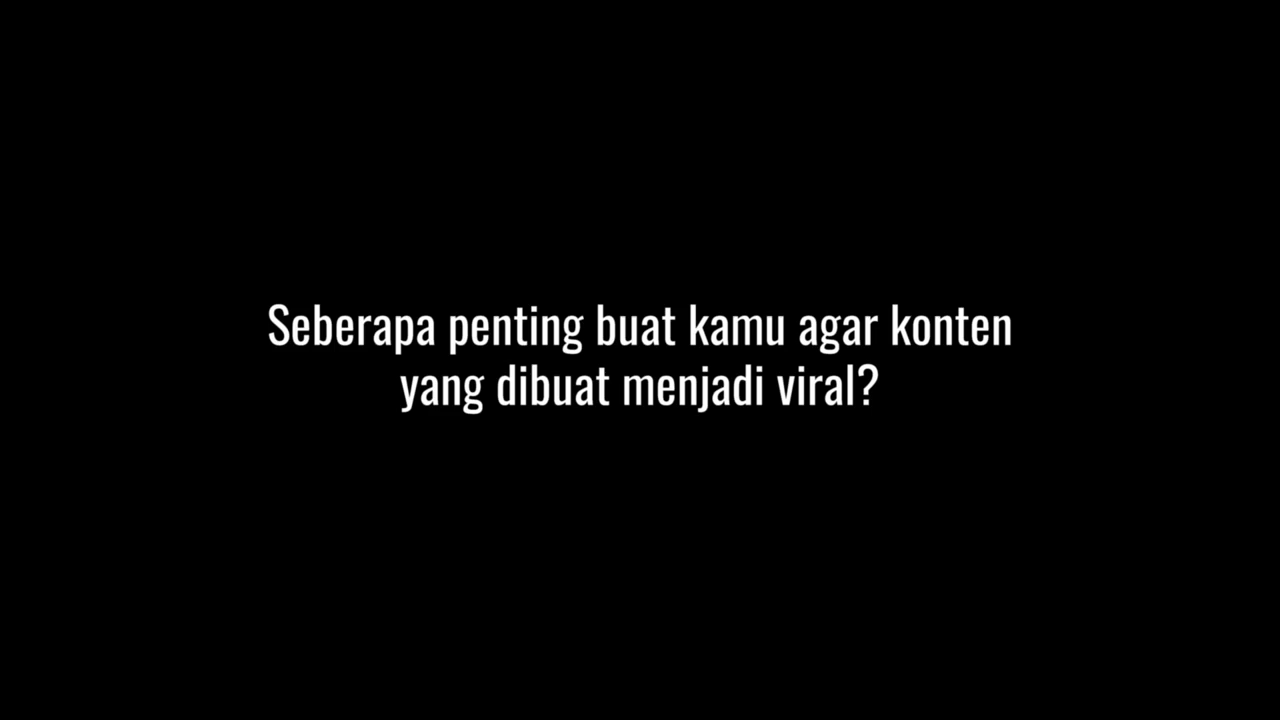 Seberapa penting buat kamu agar konten
yang dibuat menjadi viral?